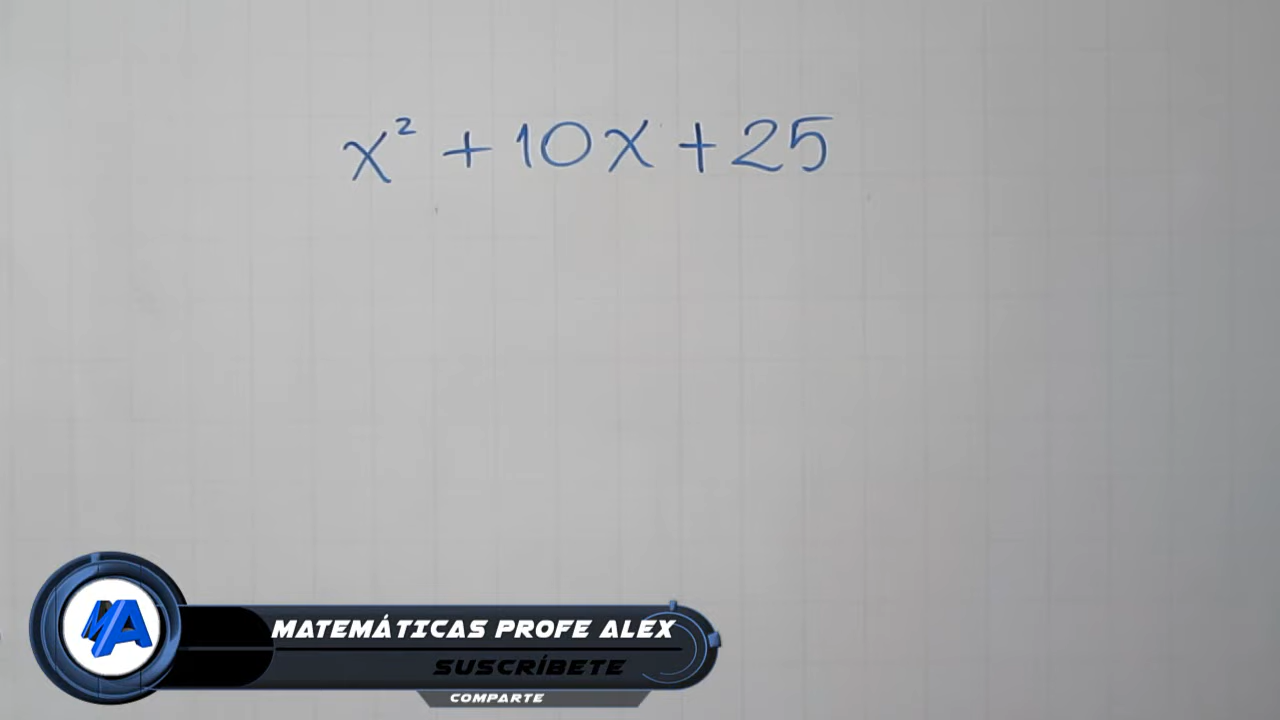 x² + 10x + 25
MATEMÁTICAS PROFE ALEX
SUSCRÍBETE
COMPARTE